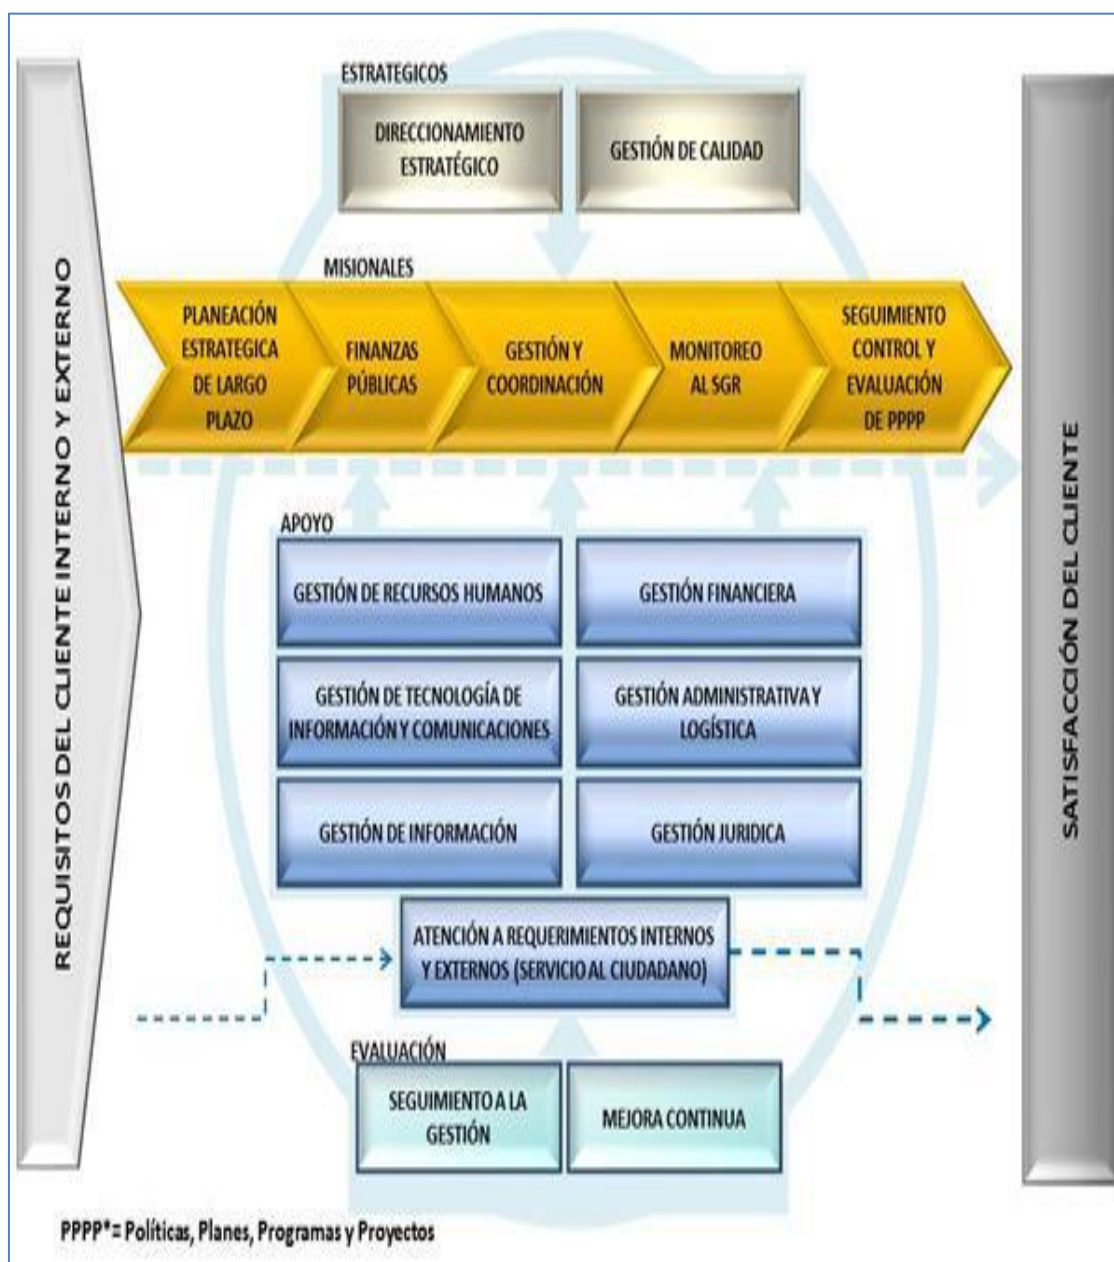 REQUISITOS DEL CLIENTE INTERNO Y EXTERNO
ESTRATEGICOS
DIRECCIONAMIENTO
ESTRATÉGICO
GESTIÓN DE CALIDAD
MISIONALES
PLANEACIÓN
ESTRATEGICA
DE LARGO
PLAZO
FINANZAS
PÚBLICAS
GESTIÓN Y
COORDINACIÓN
MONITOREO
AL SGR
SEGUIMIENTO
CONTROL Y
EVALUACIÓN
DE PPPP
APOYO
GESTIÓN DE RECURSOS HUMANOS
GESTIÓN FINANCIERA
GESTIÓN DE TECNOLOGÍA DE
INFORMACIÓN Y COMUNICACIONES
GESTIÓN ADMINISTRATIVA Y
LOGÍSTICA
GESTIÓN DE INFORMACIÓN
GESTIÓN JURIDICA
ATENCIÓN A REQUERIMIENTOS INTERNOS
Y EXTERNOS (SERVICIO AL CIUDADANO)
EVALUACIÓN
SEGUIMIENTO A LA
GESTIÓN
MEJORA CONTINUA
SATISFACCIÓN DEL CLIENTE
PPPP*= Políticas, Planes, Programas y Proyectos